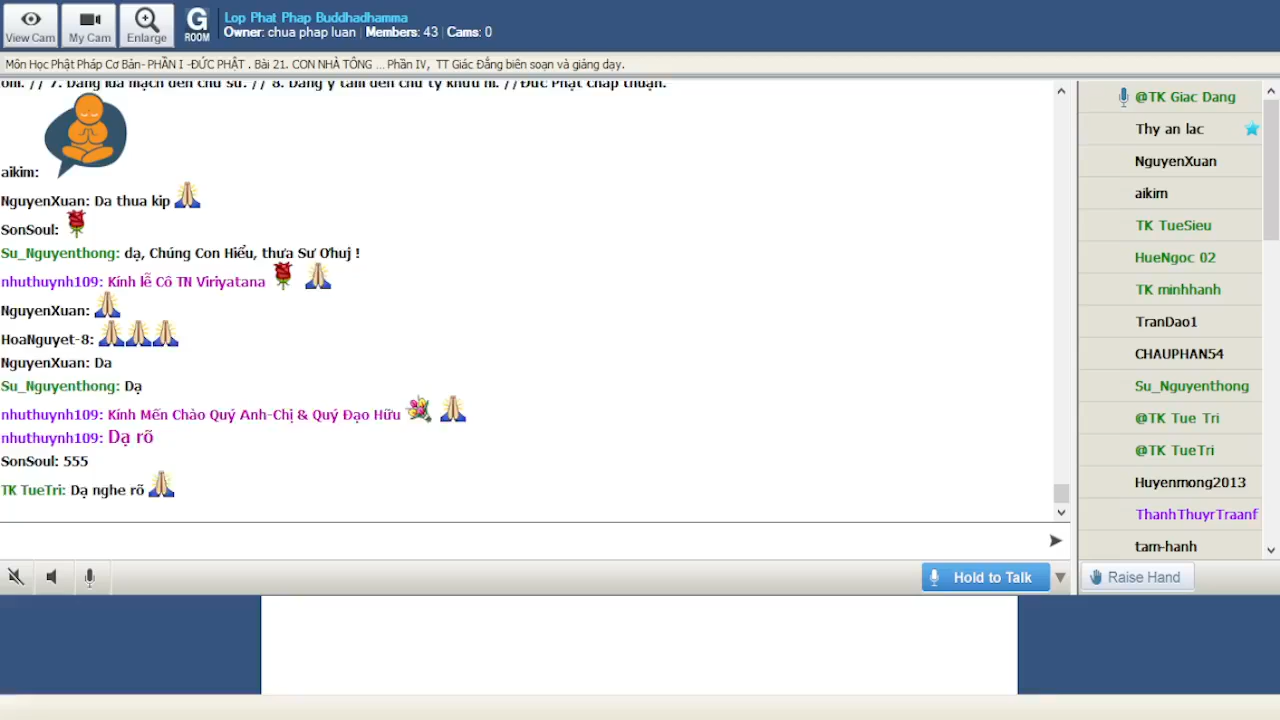 View Cam
My Cam
Enlarge
G
ROOM
Lop Phat Phap Buddhadhamma
Owner: chua phap luan | Members: 43 | Cams: 0
Môn Học Phật Pháp Cơ Bản- PHẦN I -ĐỨC PHẬT . Bài 21. CON NHÀ TÔNG ... Phần IV, TT Giác Đẳng biên soạn và giảng dạy.
aikim:
NguyenXuan: Da thua kip
SonSoul:
Su_Nguyenthong: dạ, Chúng Con Hiểu, thưa Sư Ơhuj !
nhuthuynh109: Kính lễ Cô TN Viriyatana
NguyenXuan:
HoaNguyet-8:
NguyenXuan: Da
Su_Nguyenthong: Dạ
nhuthuynh109: Kính Mến Chào Quý Anh-Chị & Quý Đạo Hữu
nhuthuynh109: Dạ rõ
SonSoul: 555
TK TueTri: Dạ nghe rõ
Hold to Talk
@TK Giac Dang
Thy an lac
NguyenXuan
aikim
TK TueSieu
HueNgoc 02
TK minhhanh
TranDao1
CHAUPHAN54
Su_Nguyenthong
@TK Tue Tri
@TK TueTri
Huyenmong2013
ThanhThuyrTraanf
tam-hanh
Raise Hand